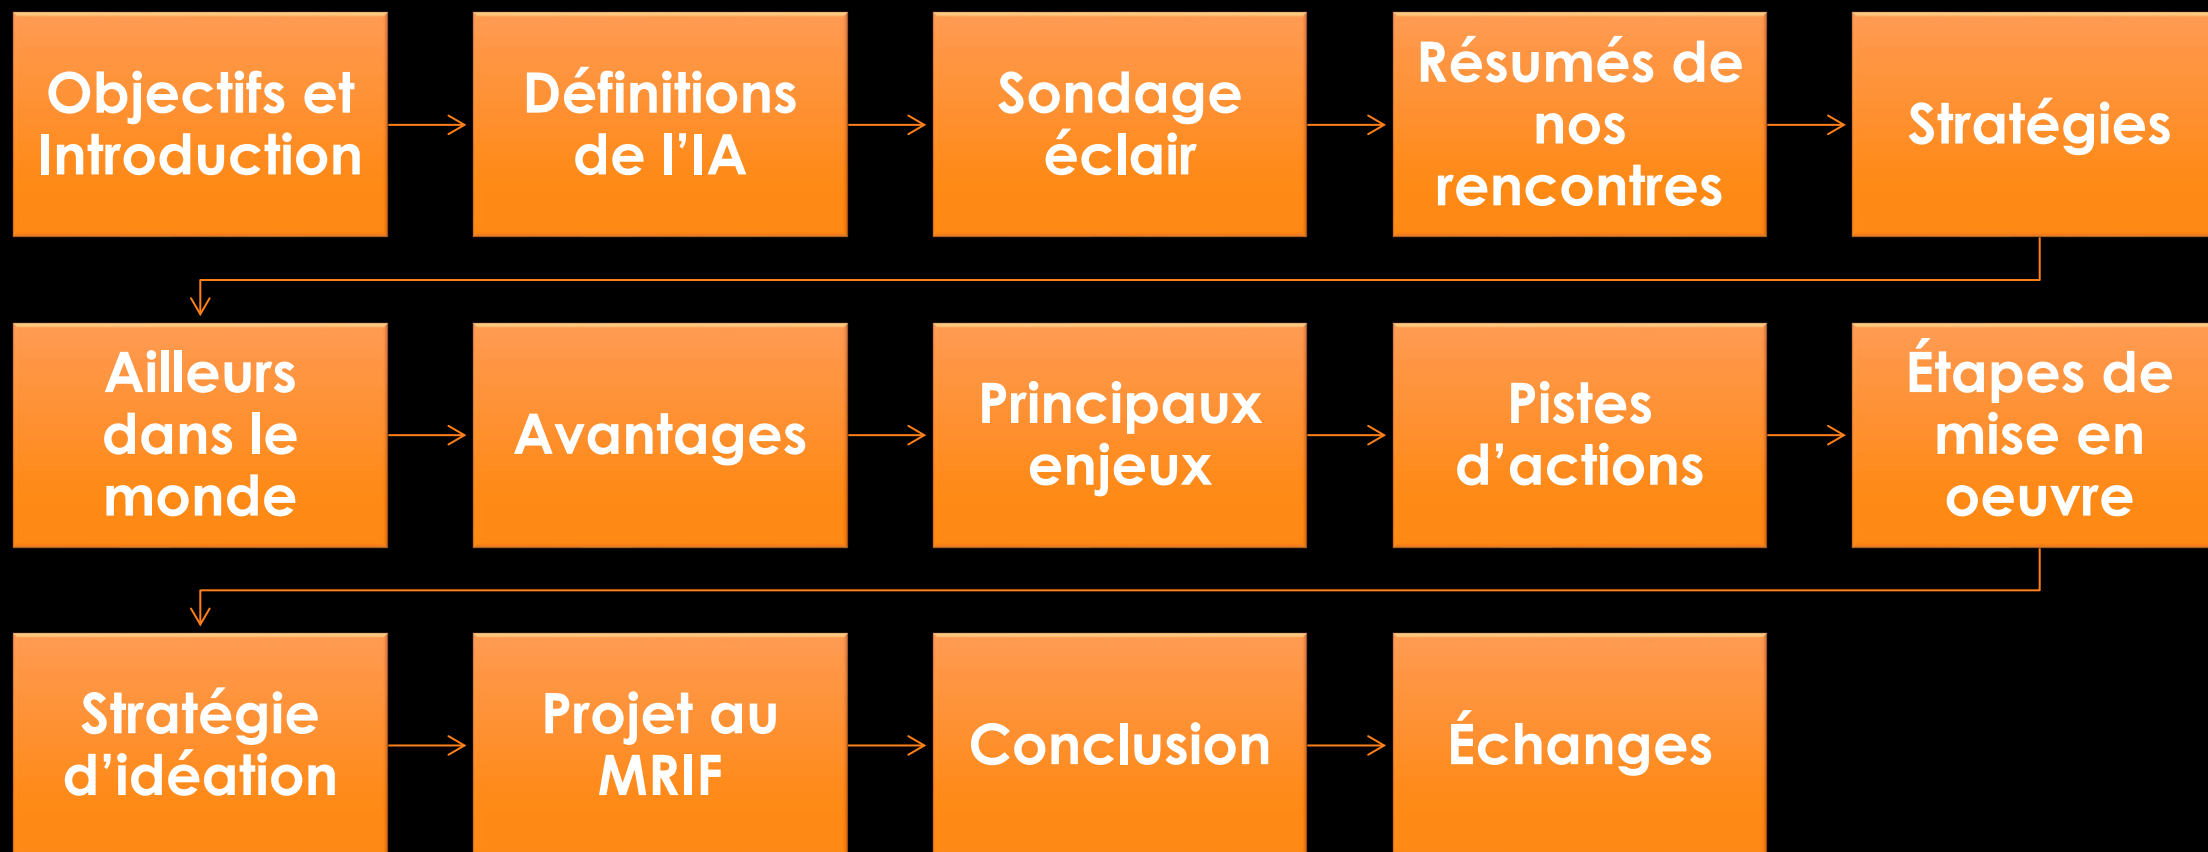 Objectifs et
Introduction
Définitions
de l’IA
Sondage
éclair
Résumés de
nos
rencontres
Stratégies
Ailleurs
dans le
monde
Avantages
Principaux
enjeux
Pistes
d’actions
Étapes de
mise en
oeuvre
Stratégie
d’idéation
Projet au
MRIF
Conclusion
Échanges